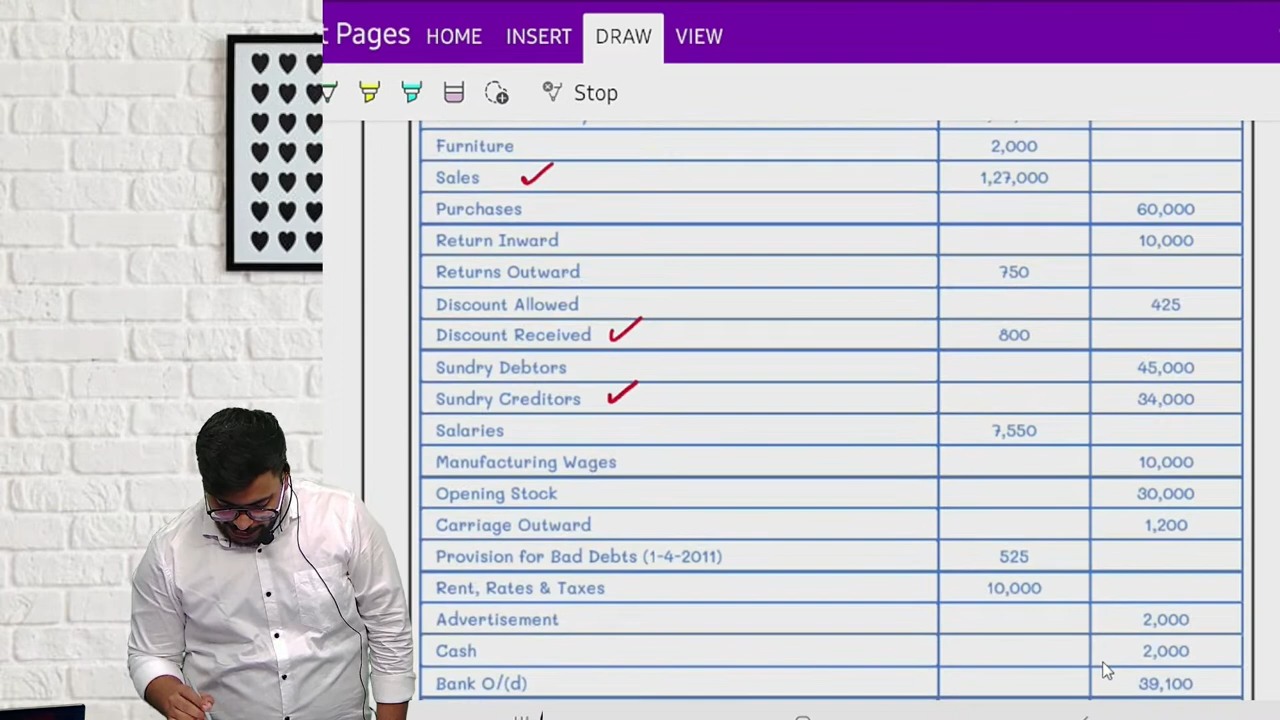 t Pages HOME INSERT DRAW VIEW
Stop
Furniture 2,000
Sales 1,27,000
Purchases 60,000
Return Inward 10,000
Returns Outward 750
Discount Allowed 425
Discount Received 800
Sundry Debtors 45,000
Sundry Creditors 34,000
Salaries 7,550
Manufacturing Wages 10,000
Opening Stock 30,000
Carriage Outward 1,200
Provision for Bad Debts (1-4-2011) 525
Rent, Rates & Taxes 10,000
Advertisement 2,000
Cash 2,000
Bank O/(d) 39,100